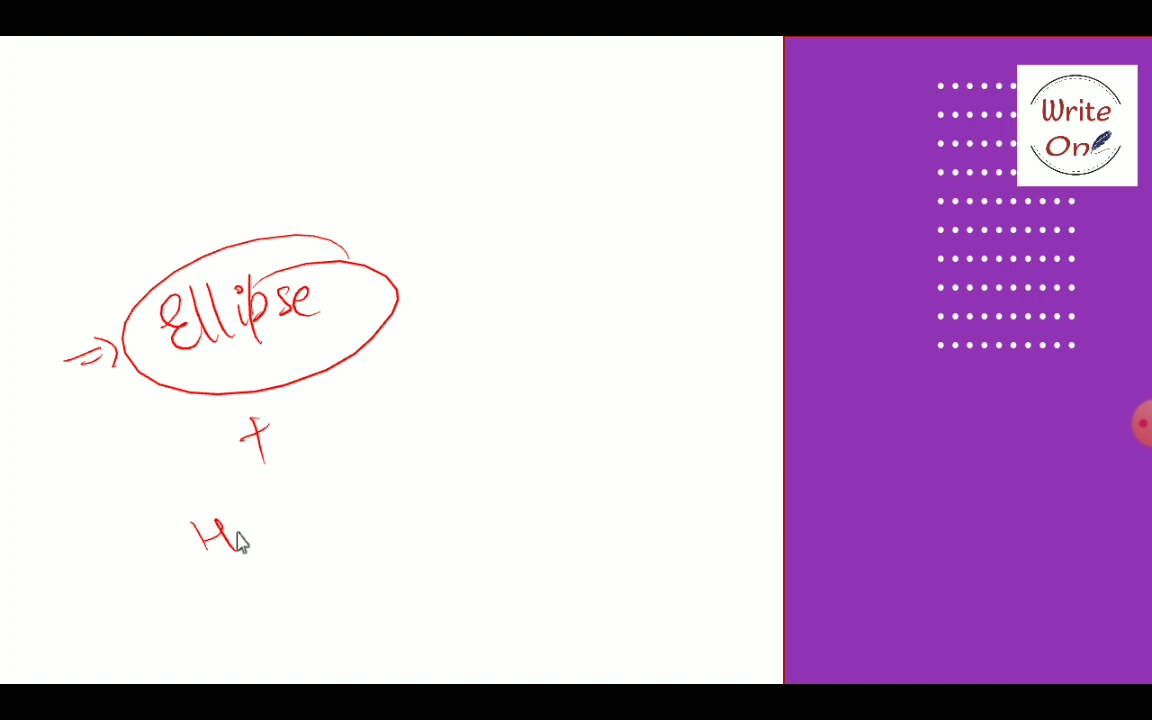 Write
On
⇒ Ellipse
+
H